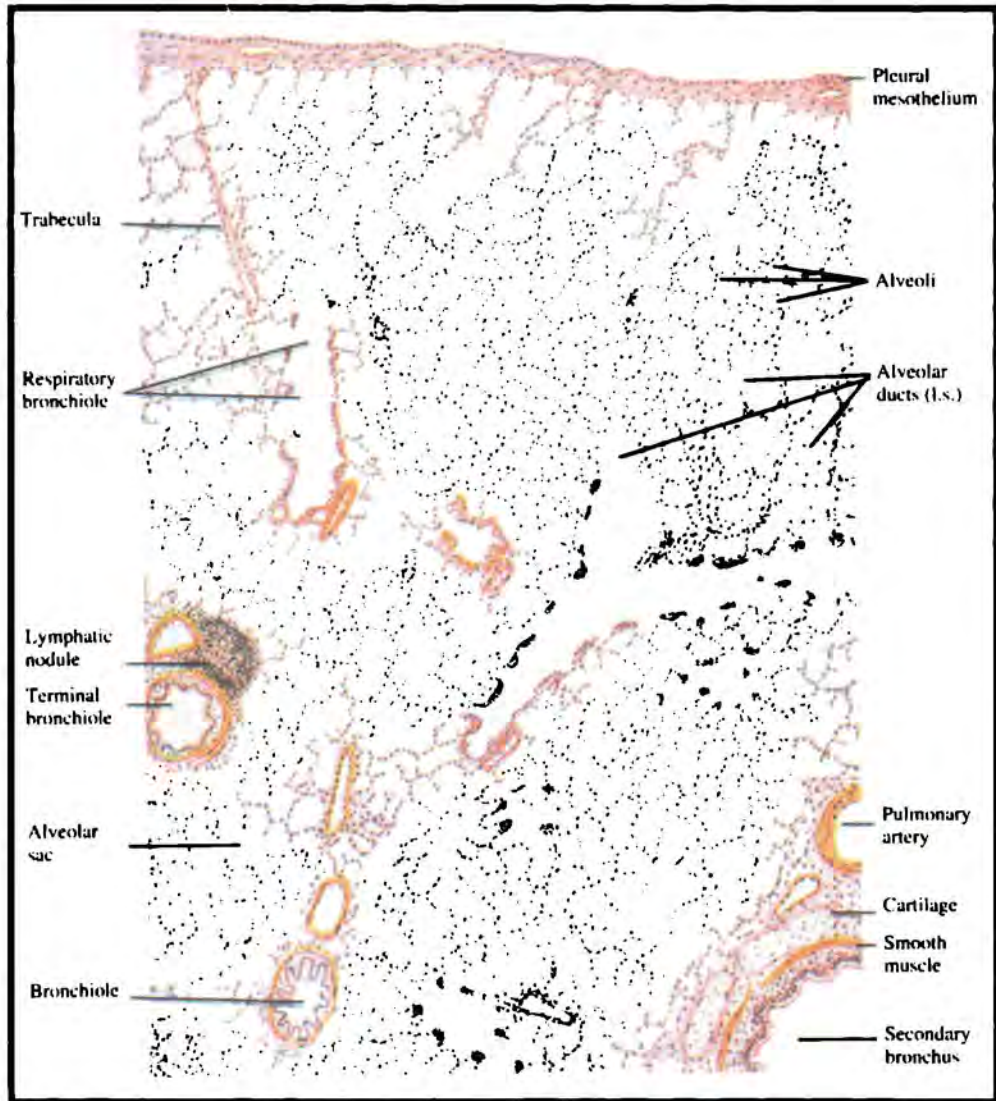 Pleural
mesothelium
Trabecula
Alveoli
Respiratory
bronchiole
Alveolar
ducts (l.s.)
Lymphatic
nodule
Terminal
bronchiole
Alveolar
sac
Pulmonary
artery
Cartilage
Smooth
muscle
Bronchiole
Secondary
bronchus